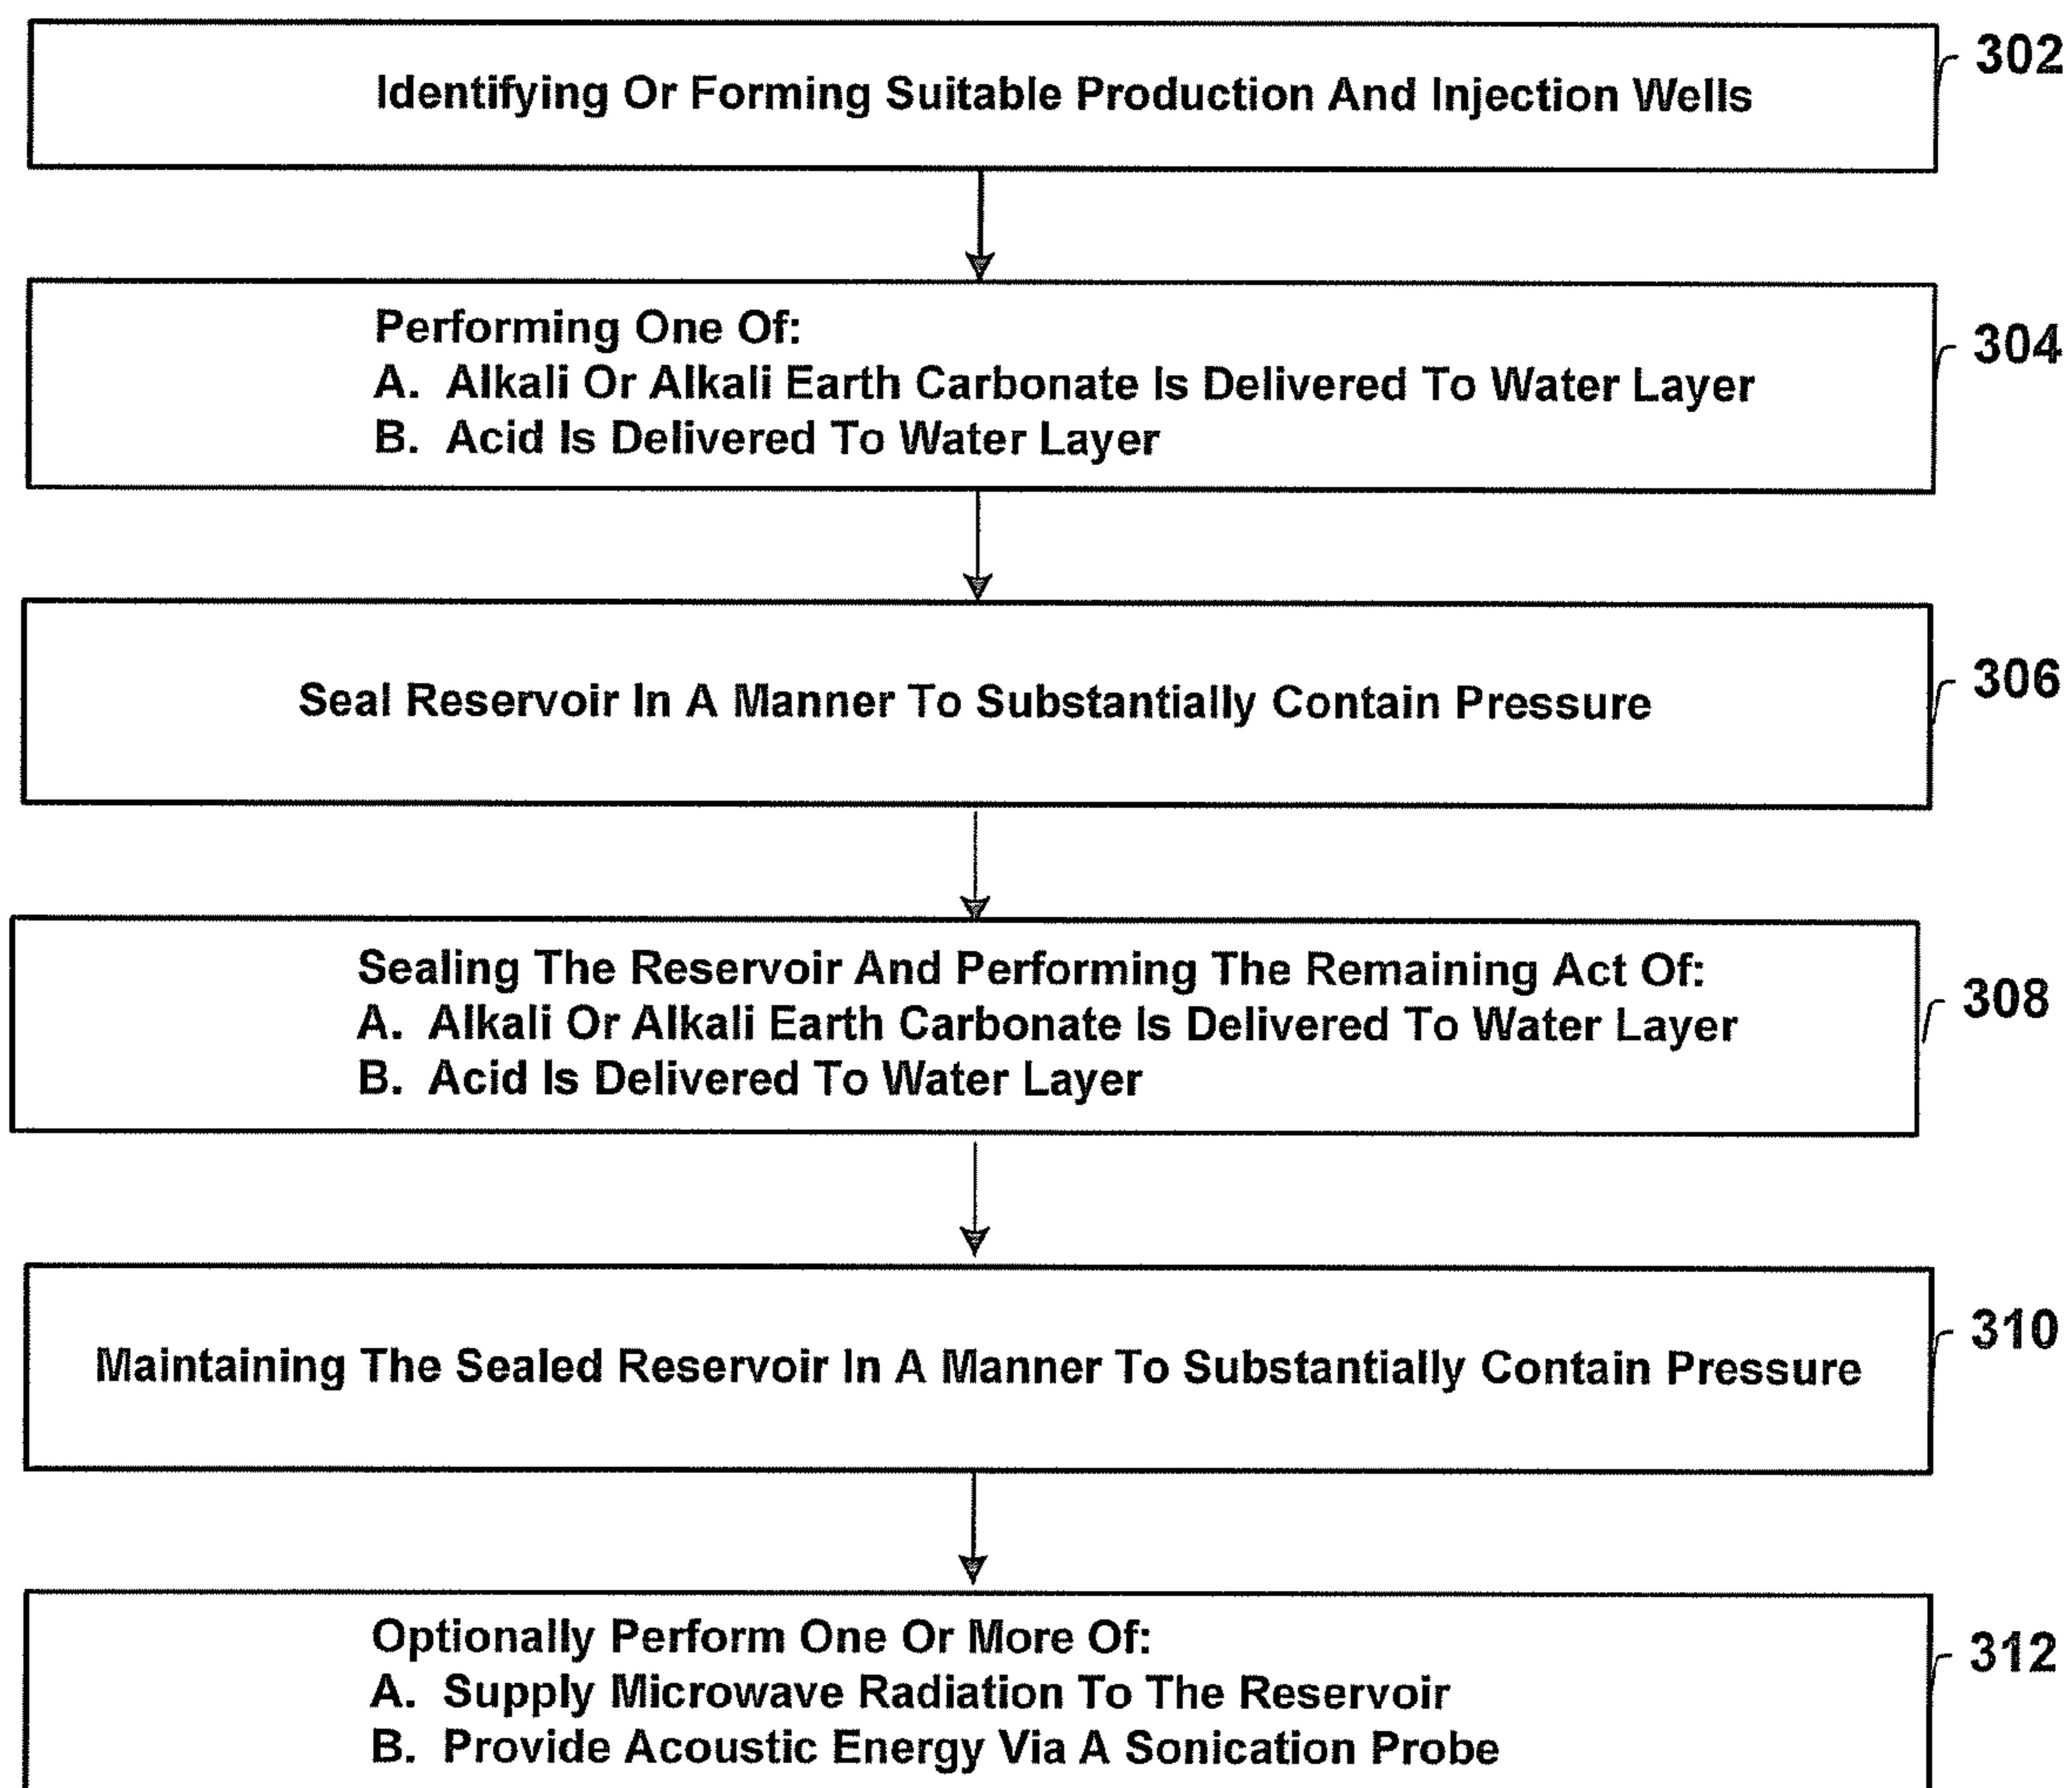 Identifying Or Forming Suitable Production And Injection Wells
302
Performing One Of:
A. Alkali Or Alkali Earth Carbonate Is Delivered To Water Layer
B. Acid Is Delivered To Water Layer
304
Seal Reservoir In A Manner To Substantially Contain Pressure
306
Sealing The Reservoir And Performing The Remaining Act Of:
A. Alkali Or Alkali Earth Carbonate Is Delivered To Water Layer
B. Acid Is Delivered To Water Layer
308
Maintaining The Sealed Reservoir In A Manner To Substantially Contain Pressure
310
Optionally Perform One Or More Of:
A. Supply Microwave Radiation To The Reservoir
B. Provide Acoustic Energy Via A Sonication Probe
312